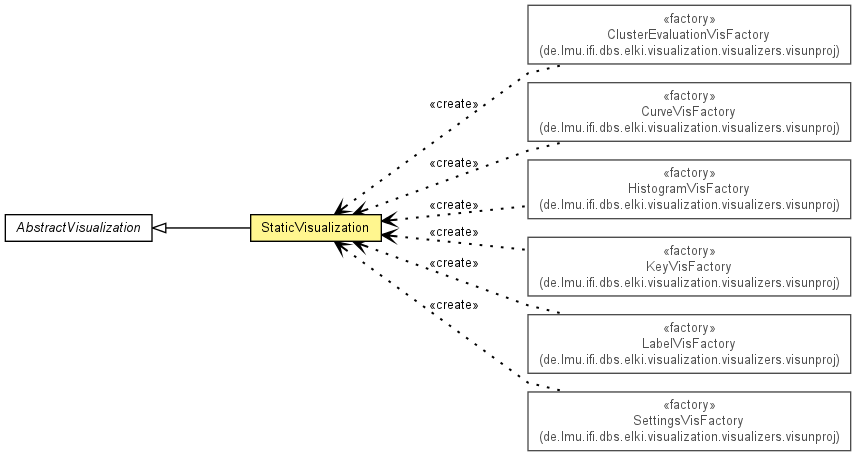 «factory»
ClusterEvaluationVisFactory
(de.lmu.ifi.dbs.elki.visualization.visualizers.visunproj)
«create»
«factory»
CurveVisFactory
(de.lmu.ifi.dbs.elki.visualization.visualizers.visunproj)
«create»
«factory»
HistogramVisFactory
(de.lmu.ifi.dbs.elki.visualization.visualizers.visunproj)
«create»
AbstractVisualization
StaticVisualization
«create»
«factory»
KeyVisFactory
(de.lmu.ifi.dbs.elki.visualization.visualizers.visunproj)
«create»
«factory»
LabelVisFactory
(de.lmu.ifi.dbs.elki.visualization.visualizers.visunproj)
«create»
«factory»
SettingsVisFactory
(de.lmu.ifi.dbs.elki.visualization.visualizers.visunproj)